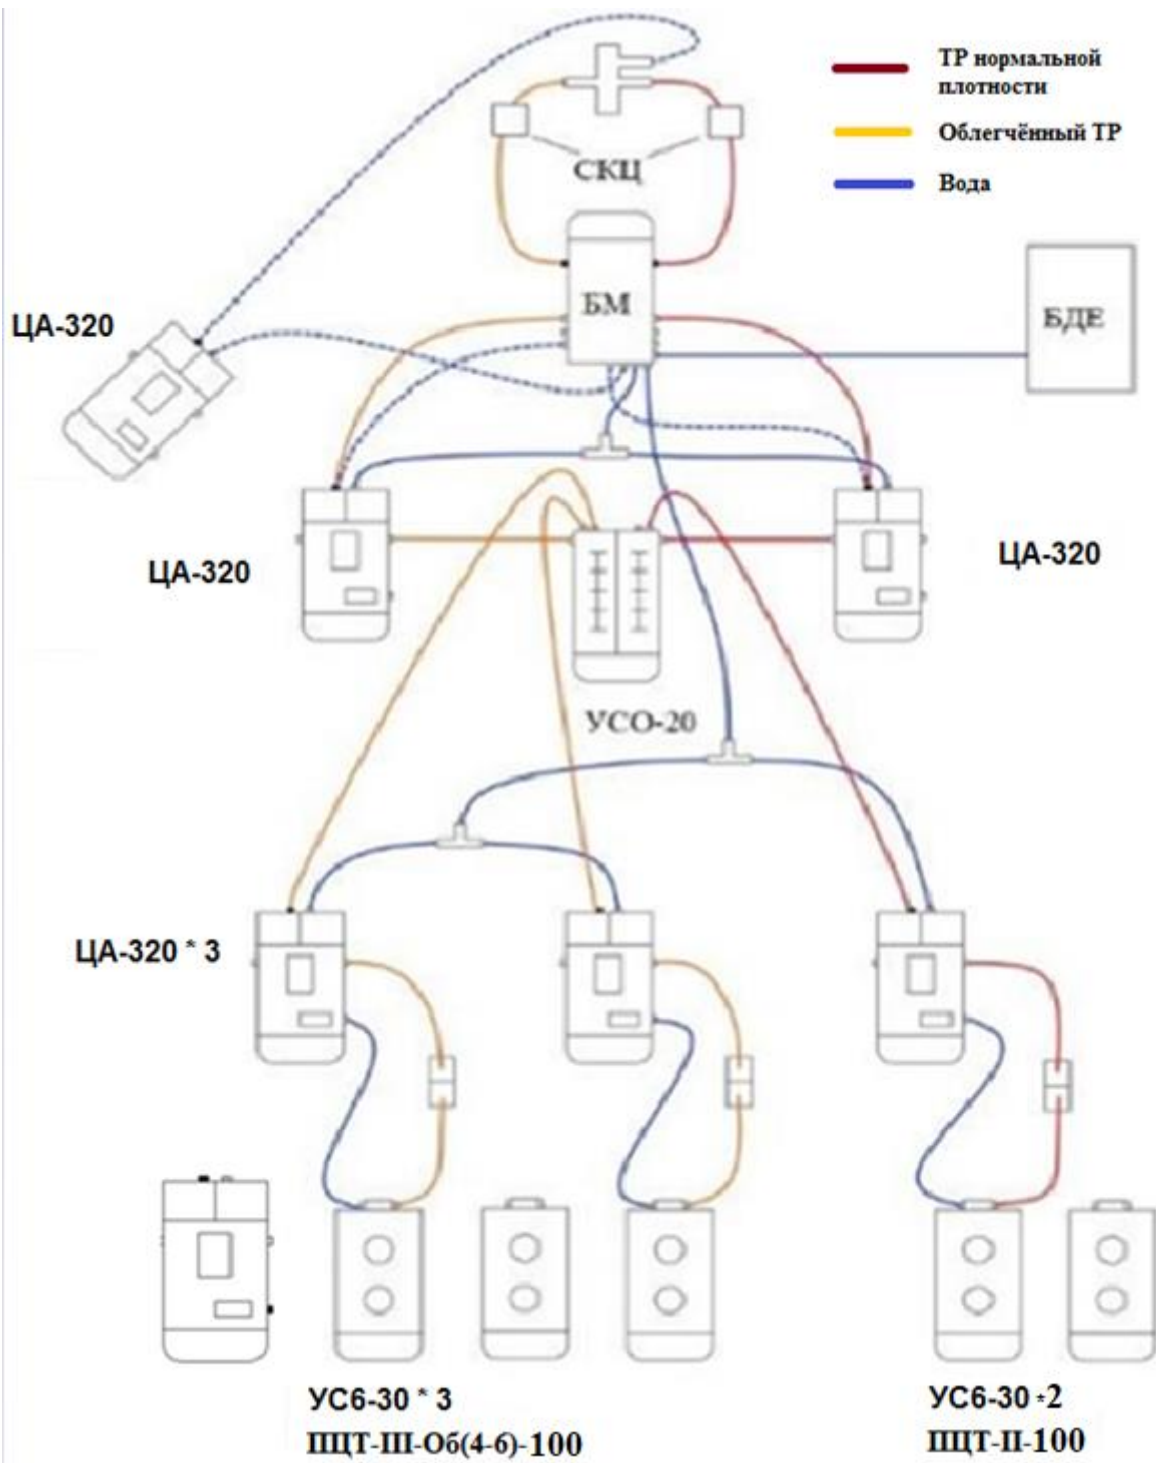 ТР нормальной
плотности
Облегчённый ТР
Вода
СКЦ
БМ
БДЕ
ЦА-320
ЦА-320
ЦА-320
УСО-20
ЦА-320 * 3
УС6-30 * 3
ПЦТ-III-Об(4-6)-100
УС6-30 *2
ПЦТ-II-100